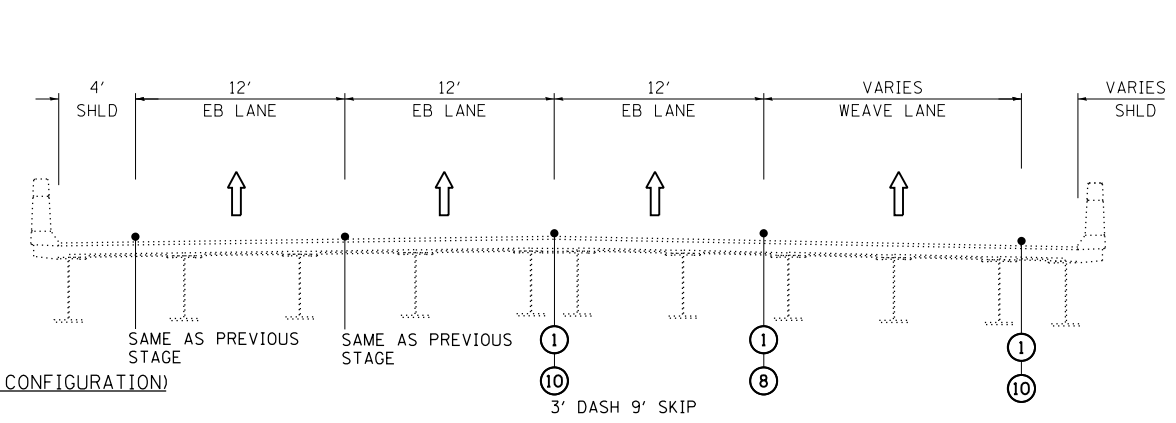 4' 12' 12' 12' VARIES VARIES
SHLD EB LANE EB LANE EB LANE WEAVE LANE SHLD
SAME AS PREVIOUS
STAGE
SAME AS PREVIOUS
STAGE
1 1 1
10 8 10
CONFIGURATION)
3' DASH 9' SKIP